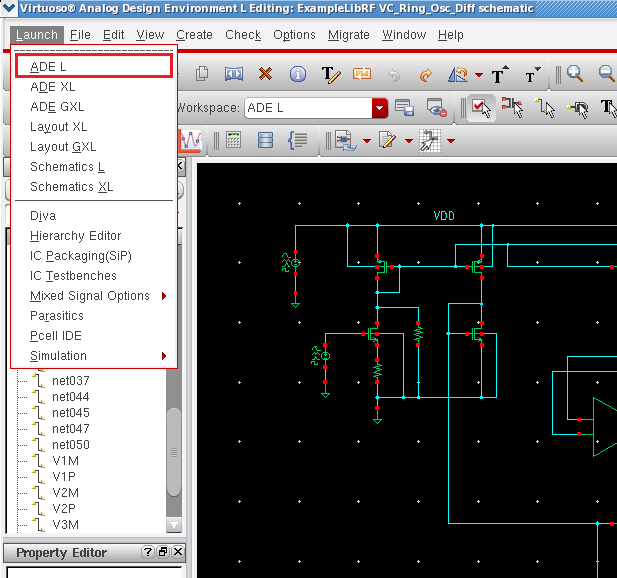 Virtuoso® Analog Design Environment L Editing: ExampleLibRF VC_Ring_Osc_Diff schematic
Launch File Edit View Create Check Options Migrate Window Help
ADE L
ADE XL
ADE GXL
Layout XL
Layout GXL
Schematics L
Schematics XL
Diva
Hierarchy Editor
IC Packaging(SiP)
IC Testbenches
Mixed Signal Options
Parasitics
Pcell IDE
Simulation
Workspace: ADE L
net037
net044
net045
net047
net050
V1M
V1P
V2M
V2P
V3M
Property Editor
VDD